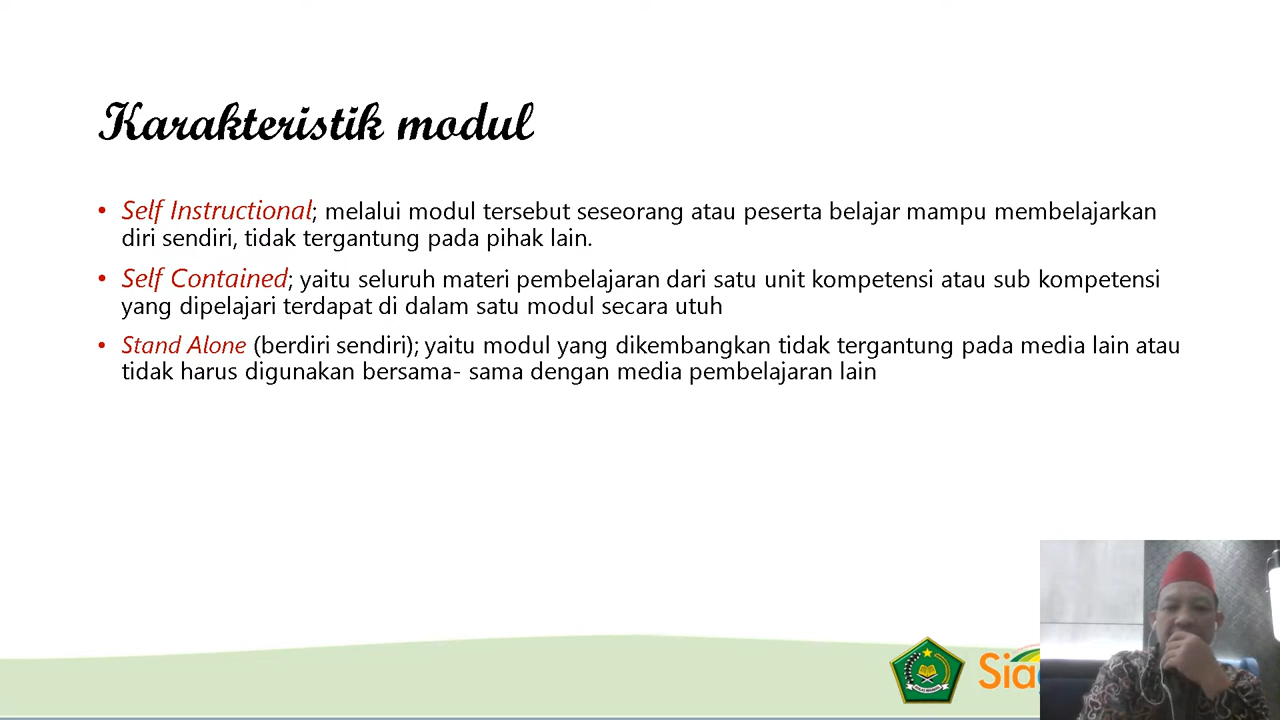 Karakteristik modul
• Self Instructional; melalui modul tersebut seseorang atau peserta belajar mampu membelajarkan
diri sendiri, tidak tergantung pada pihak lain.
• Self Contained; yaitu seluruh materi pembelajaran dari satu unit kompetensi atau sub kompetensi
yang dipelajari terdapat di dalam satu modul secara utuh
• Stand Alone (berdiri sendiri); yaitu modul yang dikembangkan tidak tergantung pada media lain atau
tidak harus digunakan bersama- sama dengan media pembelajaran lain